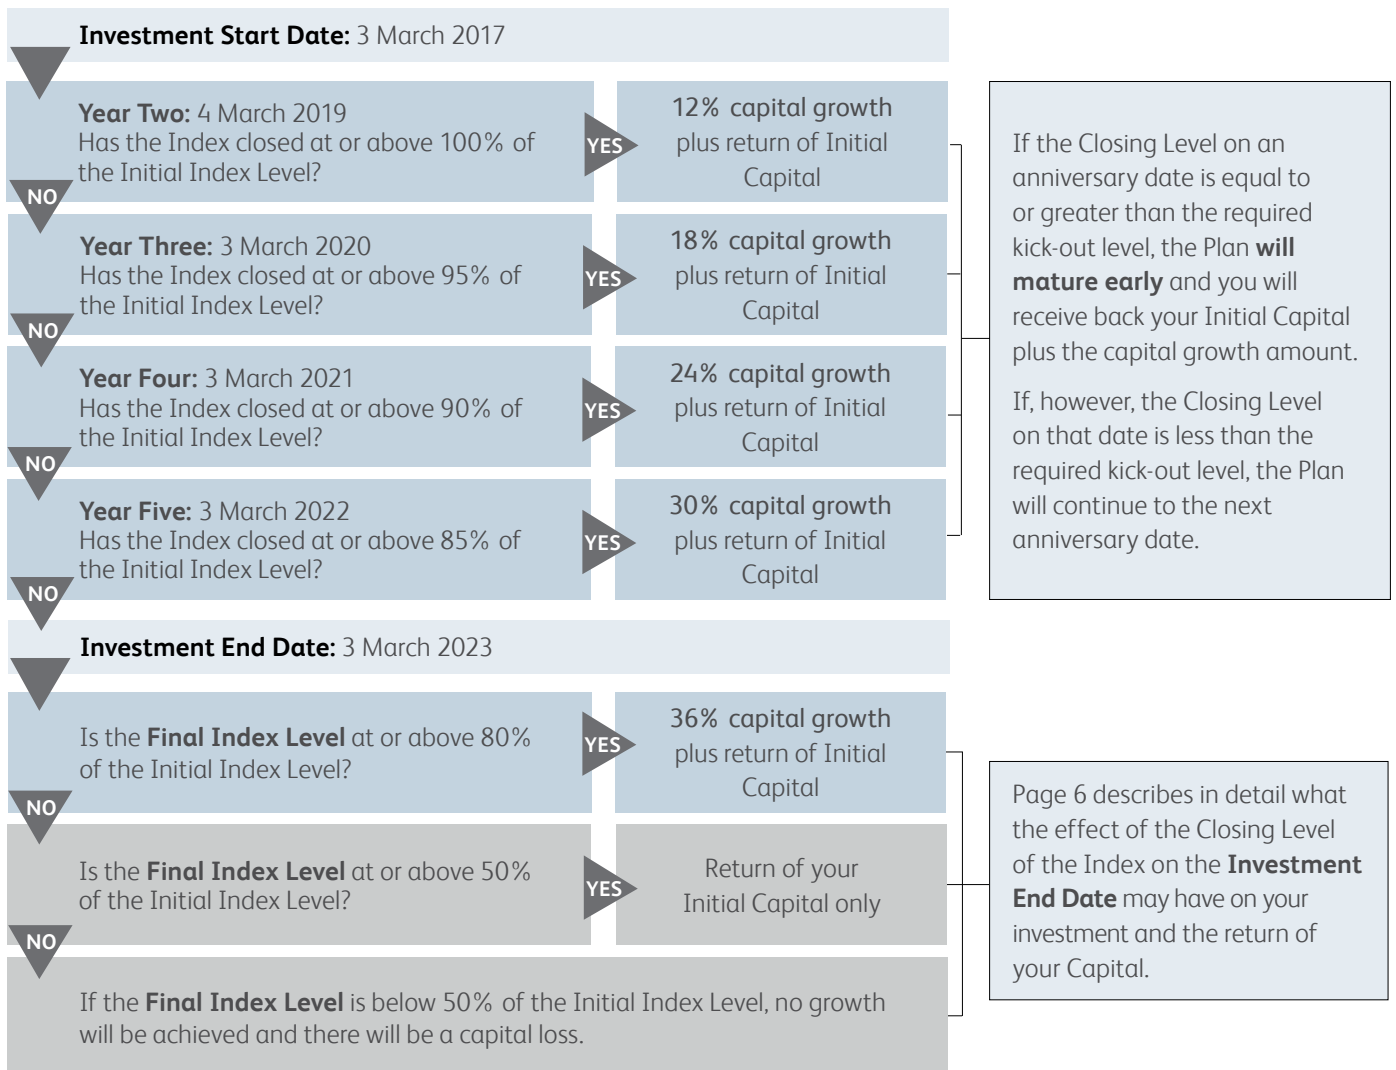 Investment Start Date: 3 March 2017
Year Two: 4 March 2019
Has the Index closed at or above 100% of
the Initial Index Level?
YES
12% capital growth
plus return of Initial
Capital
NO
Year Three: 3 March 2020
Has the Index closed at or above 95% of
the Initial Index Level?
YES
18% capital growth
plus return of Initial
Capital
NO
Year Four: 3 March 2021
Has the Index closed at or above 90% of
the Initial Index Level?
YES
24% capital growth
plus return of Initial
Capital
NO
Year Five: 3 March 2022
Has the Index closed at or above 85% of
the Initial Index Level?
YES
30% capital growth
plus return of Initial
Capital
NO
If the Closing Level on an
anniversary date is equal to
or greater than the required
kick-out level, the Plan will
mature early and you will
receive back your Initial Capital
plus the capital growth amount.
If, however, the Closing Level
on that date is less than the
required kick-out level, the Plan
will continue to the next
anniversary date.
Investment End Date: 3 March 2023
Is the Final Index Level at or above 80%
of the Initial Index Level?
YES
36% capital growth
plus return of Initial
Capital
NO
Is the Final Index Level at or above 50%
of the Initial Index Level?
YES
Return of your
Initial Capital only
NO
If the Final Index Level is below 50% of the Initial Index Level, no growth
will be achieved and there will be a capital loss.
Page 6 describes in detail what
the effect of the Closing Level
of the Index on the Investment
End Date may have on your
investment and the return of
your Capital.